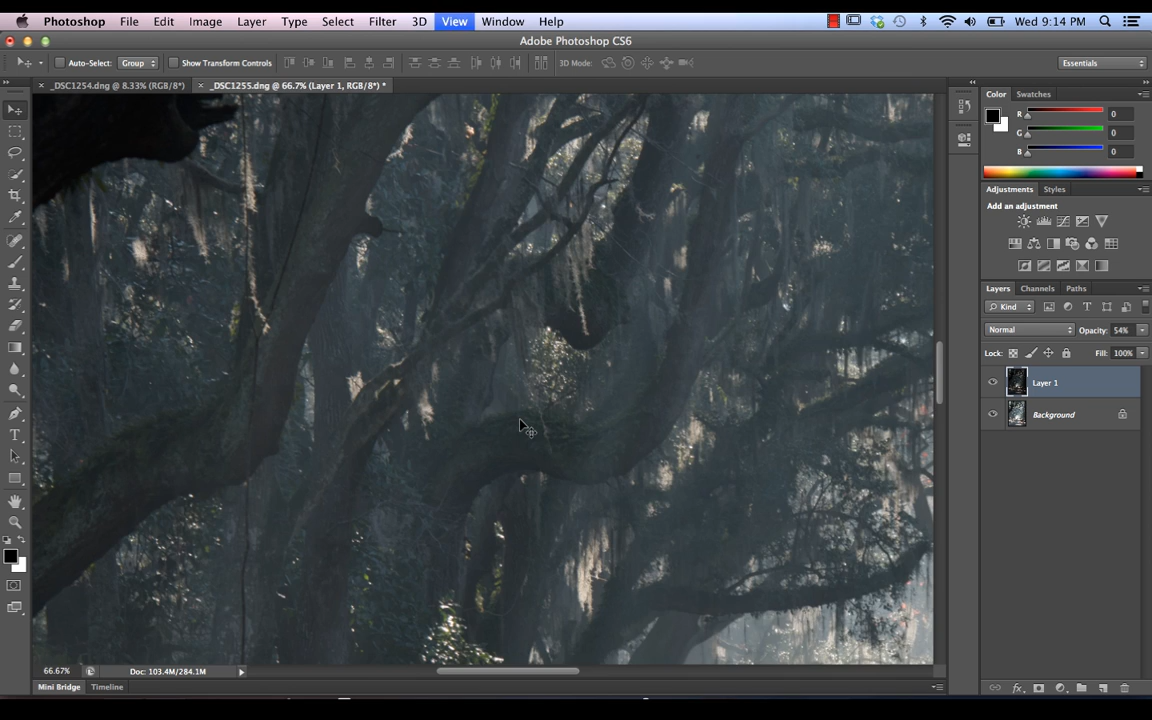 Photoshop File Edit Image Layer Type Select Filter 3D View Window Help Wed 9:14 PM
Adobe Photoshop CS6
Auto-Select: Group Show Transform Controls 3D Mode: Essentials
_DSC1254.dng @ 8.33% (RGB/8*) _DSC1255.dng @ 66.7% (Layer 1, RGB/8*) *
Color Swatches
R 0
G 0
B 0
Adjustments Styles
Add an adjustment
Layers Channels Paths
Kind
Normal Opacity: 54%
Lock: Fill: 100%
Layer 1
Background
66.67% Doc: 103.4M/284.1M
Mini Bridge Timeline